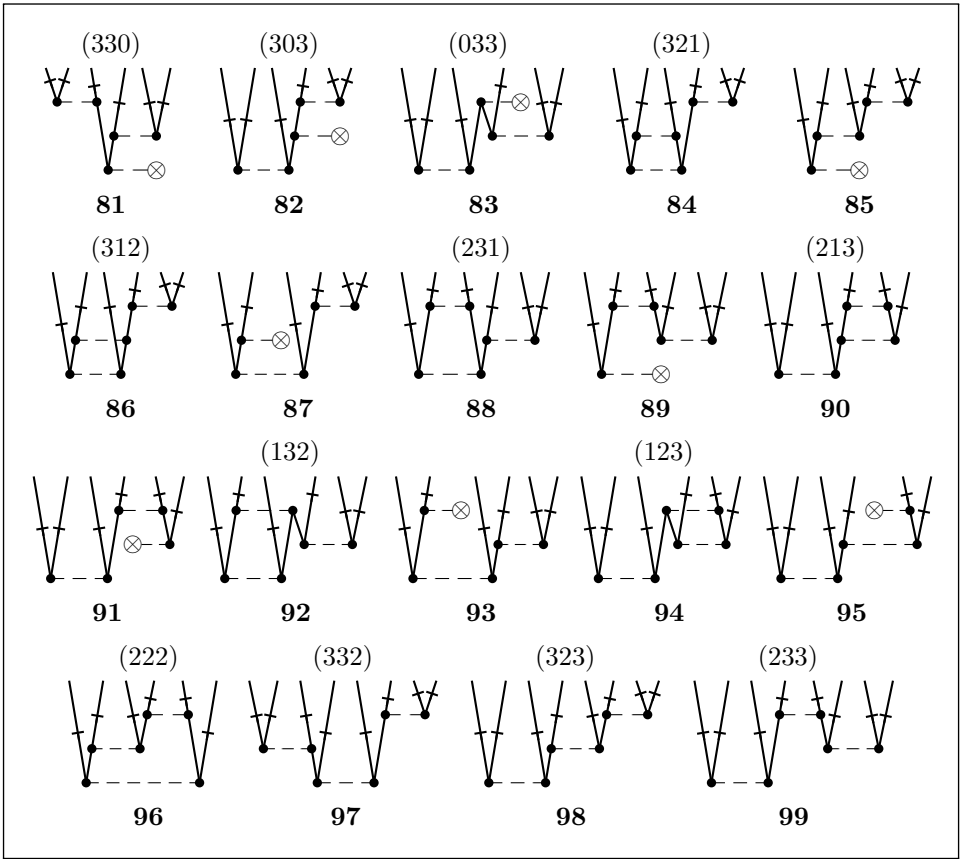 (330) (303) (033) (321)
81 82 83 84 85
(312) (231) (213)
86 87 88 89 90
(132) (123)
91 92 93 94 95
(222) (332) (323) (233)
96 97 98 99